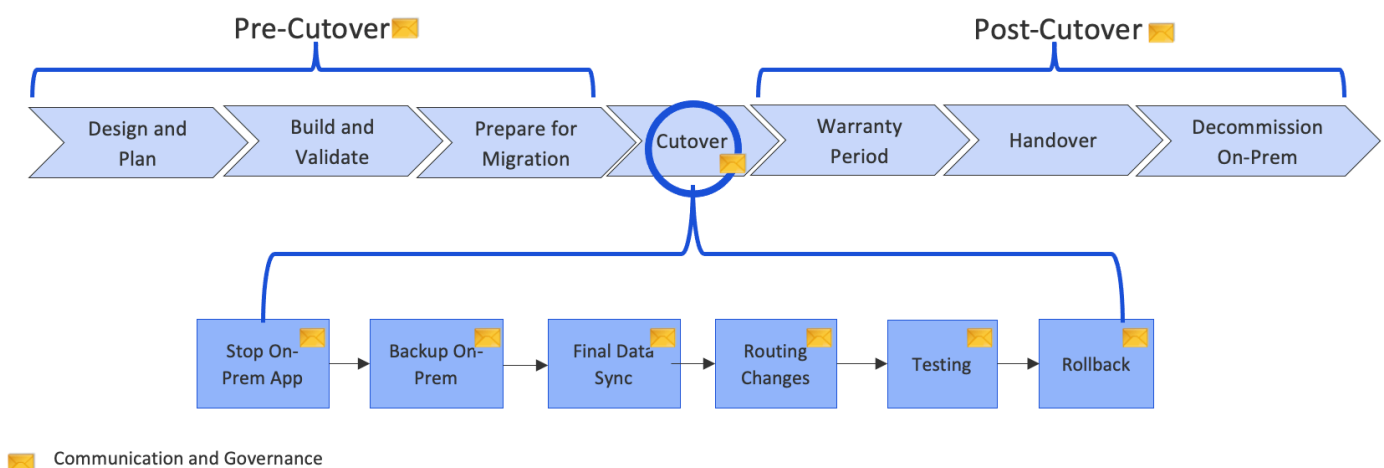 Pre-Cutover
Post-Cutover
Design and
Plan
Build and
Validate
Prepare for
Migration
Cutover
Warranty
Period
Handover
Decommission
On-Prem
Stop On-
Prem App
Backup On-
Prem
Final Data
Sync
Routing
Changes
Testing
Rollback
Communication and Governance